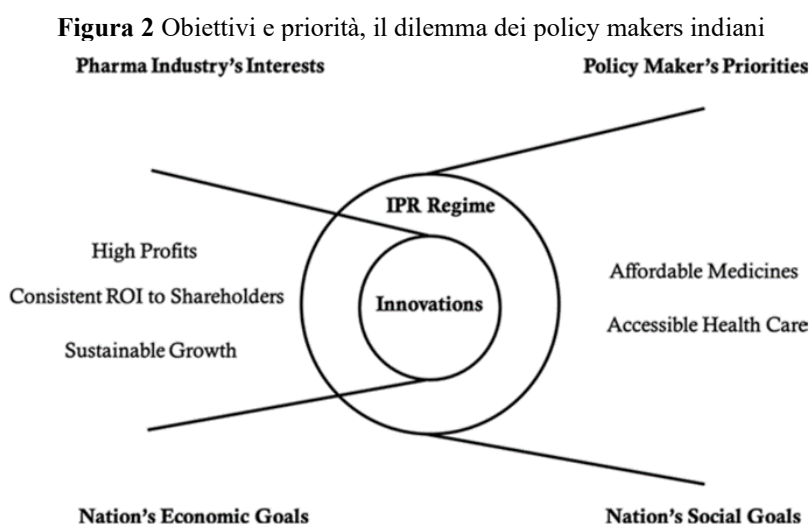 Figura 2 Obiettivi e priorità, il dilemma dei policy makers indiani
Pharma Industry's Interests
Policy Maker's Priorities
IPR Regime
High Profits
Affordable Medicines
Consistent ROI to Shareholders
Innovations
Accessible Health Care
Sustainable Growth
Nation's Economic Goals
Nation's Social Goals